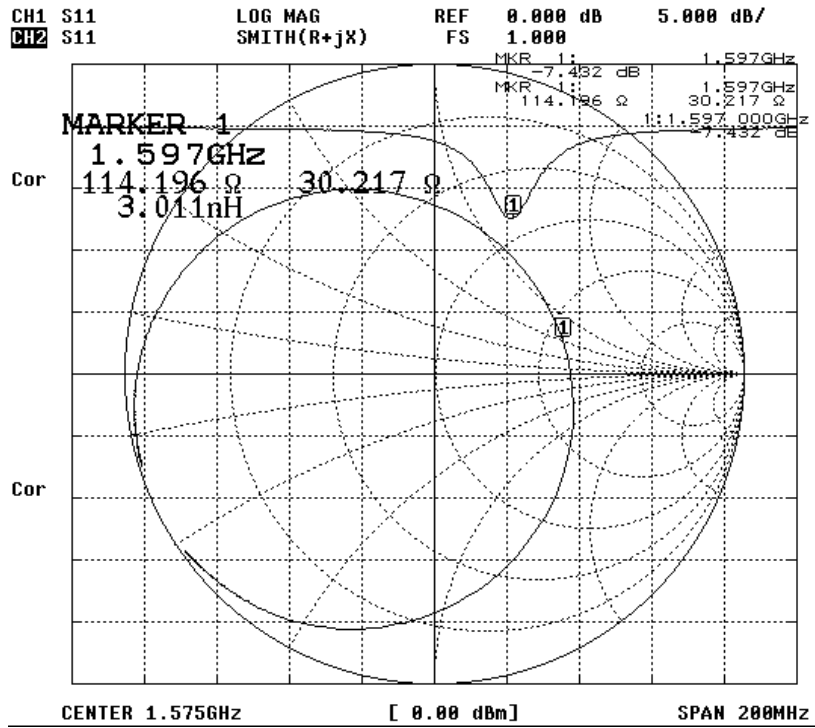 CH1 S11 LOG MAG REF 0.000 dB 5.000 dB/
CH2 S11 SMITH(R+jX) FS 1.000
MKR 1: 1.597GHz
-7.432 dB
MKR 1: 1.597GHz
114.196 Ω 30.217 Ω
1:1.597 000GHz
-7.432 dB
MARKER 1
1.597GHz
114.196 Ω 30.217 Ω
3.011nH
Cor
1
1
Cor
CENTER 1.575GHz [ 0.00 dBm] SPAN 200MHz